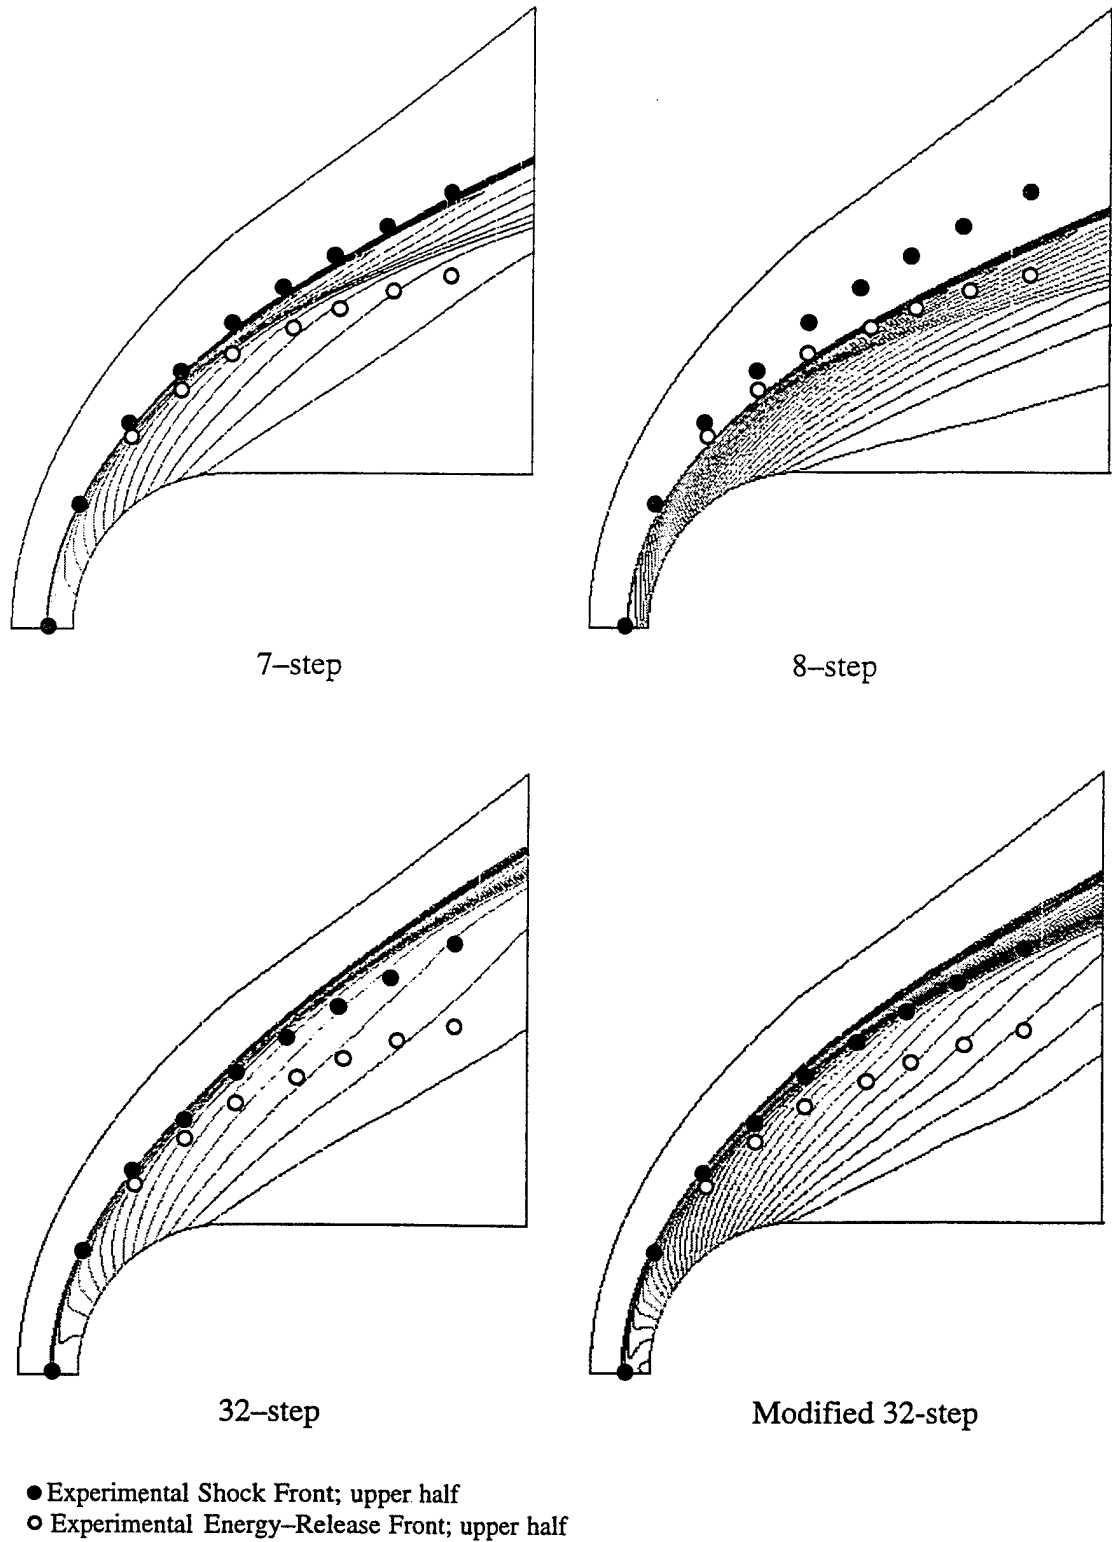 7–step
8–step
32–step
Modified 32-step
Experimental Shock Front; upper half
Experimental Energy–Release Front; upper half